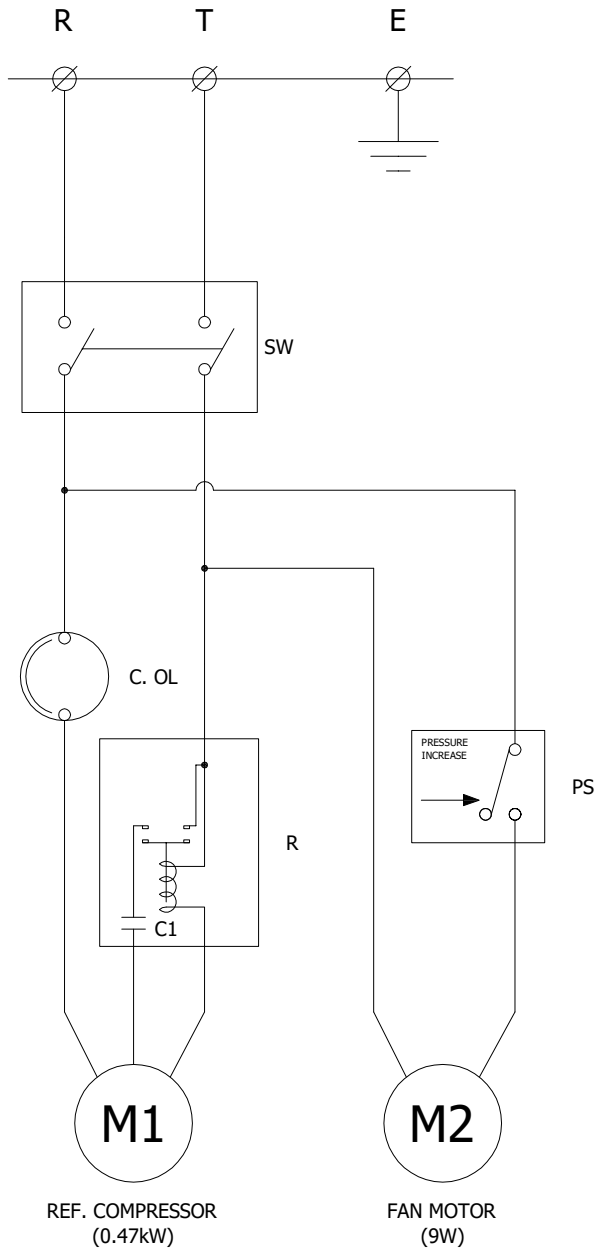 R T E
SW
C. OL
PRESSURE
INCREASE
PS
R
C1
M1 M2
REF. COMPRESSOR FAN MOTOR
(0.47kW) (9W)